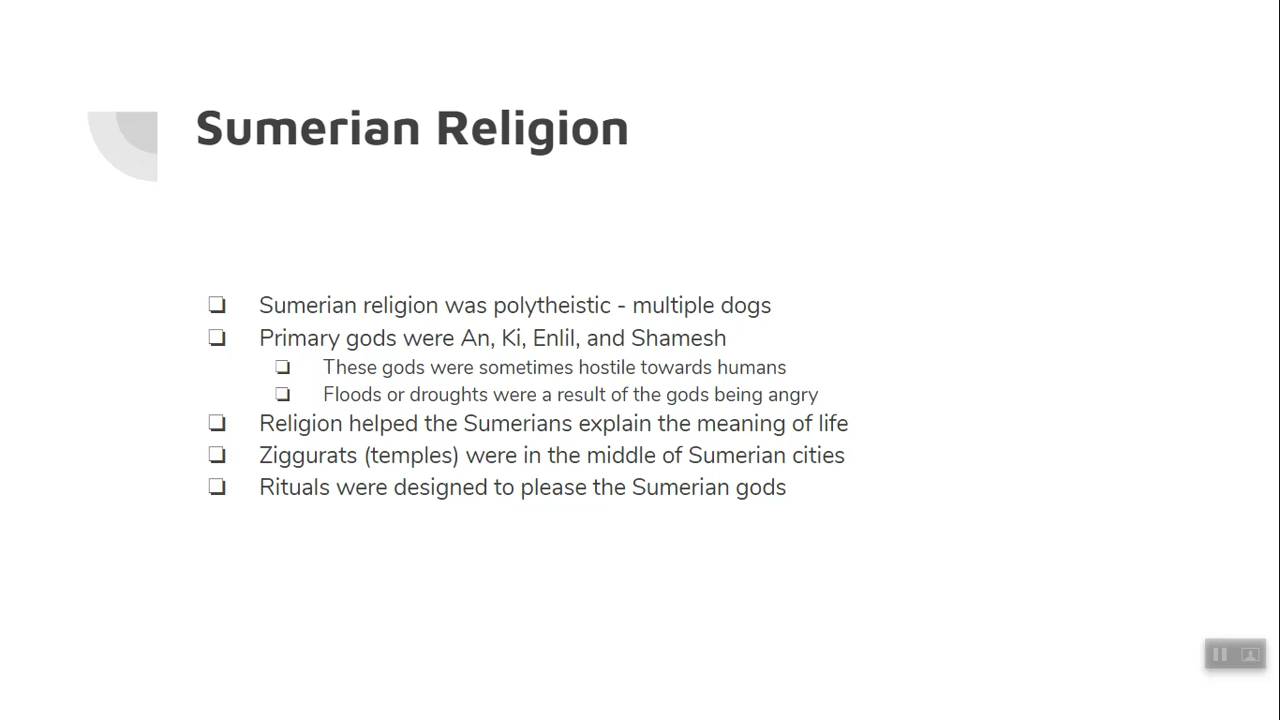 Sumerian Religion
❏ Sumerian religion was polytheistic - multiple dogs
❏ Primary gods were An, Ki, Enlil, and Shamesh
❏ These gods were sometimes hostile towards humans
❏ Floods or droughts were a result of the gods being angry
❏ Religion helped the Sumerians explain the meaning of life
❏ Ziggurats (temples) were in the middle of Sumerian cities
❏ Rituals were designed to please the Sumerian gods